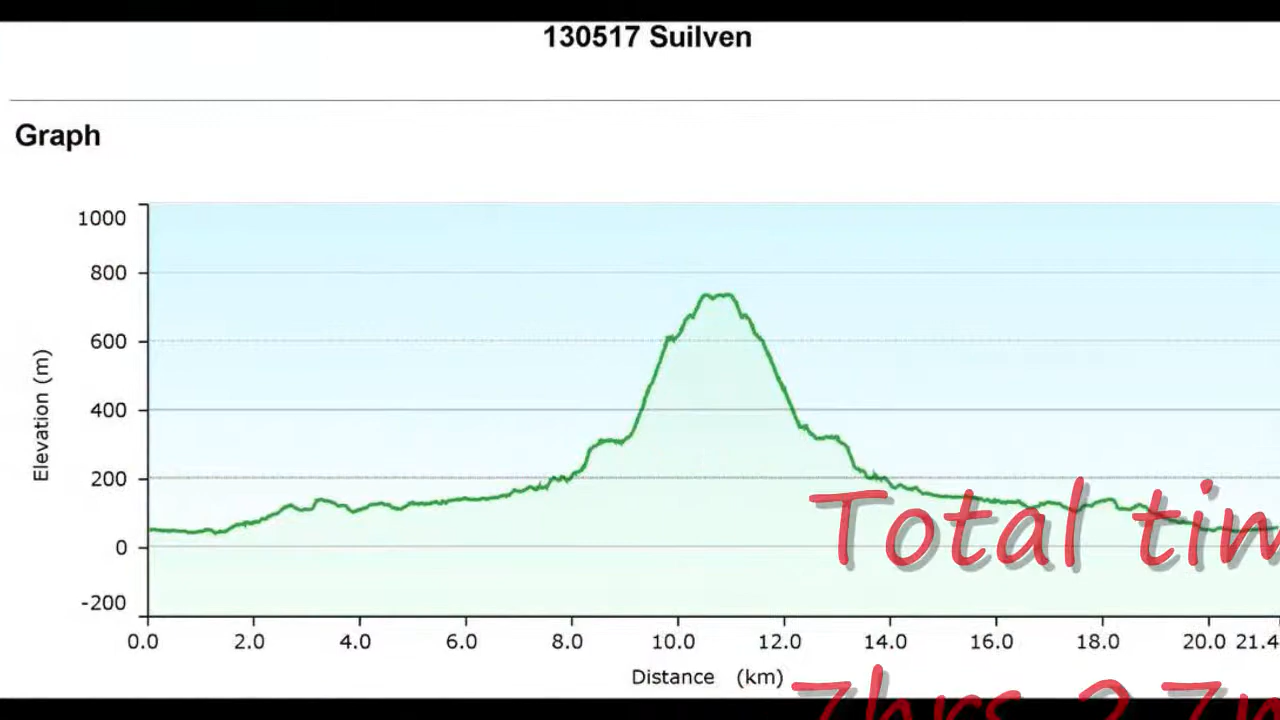 130517 Suilven
Graph
1000
800
600
400
200
0
-200
Elevation (m)
0.0 2.0 4.0 6.0 8.0 10.0 12.0 14.0 16.0 18.0 20.0 21.4
Distance (km)
Total
7hrs